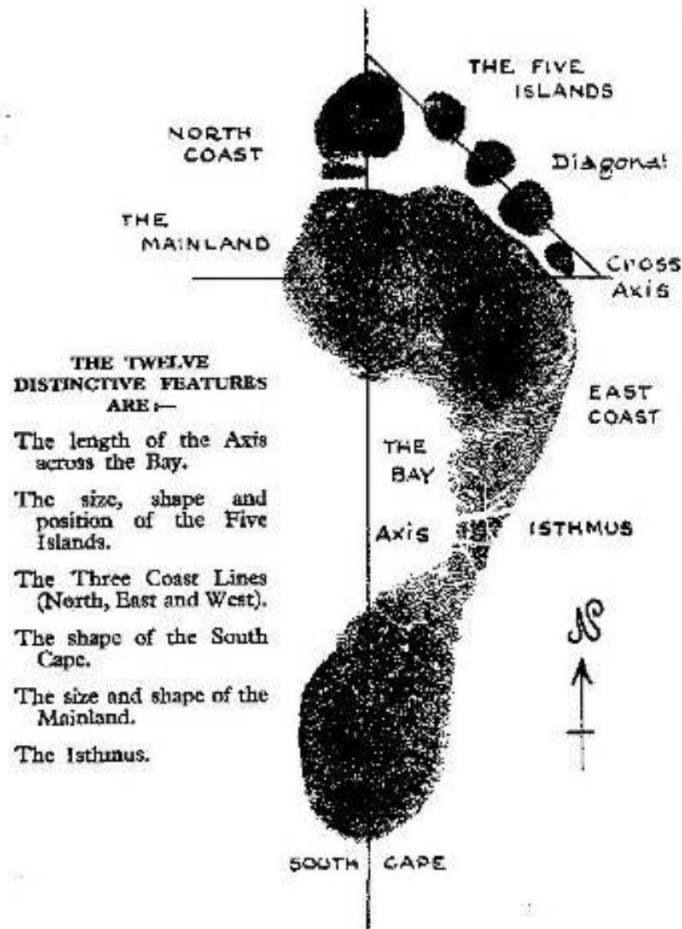 THE FIVE
ISLANDS
NORTH
COAST
Diagonal
THE
MAINLAND
CROSS
AXIS
THE TWELVE
DISTINCTIVE FEATURES
ARE:—
The length of the Axis
across the Bay.
The size, shape and
position of the Five
Islands.
The Three Coast Lines
(North, East and West).
The shape of the South
Cape.
The size and shape of the
Mainland.
The Isthmus.
EAST
COAST
THE
BAY
AXIS
ISTHMUS
N
SOUTH CAPE